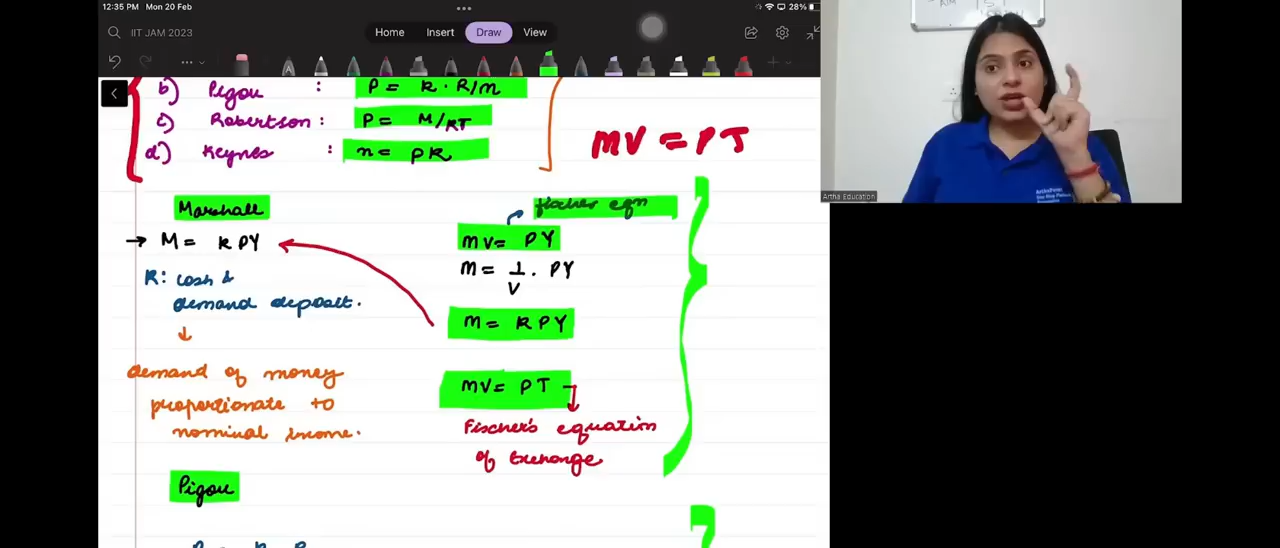 12:35 PM Mon 20 Feb
28%
IIT JAM 2023
Home Insert Draw View
b) Pigou : P = k · R/m
c) Robertson : P = M/kT
d) Keynes : n = pk
MV = PT
Marshall
Fischer eqn
→ M = kPY
MV = PY
M = 1/V · PY
k: cash &
demand deposit.
M = kPY
demand of money
proportionate to
nominal income.
MV = PT
Fischer's equation
of Exchange
Pigou
Artha Education